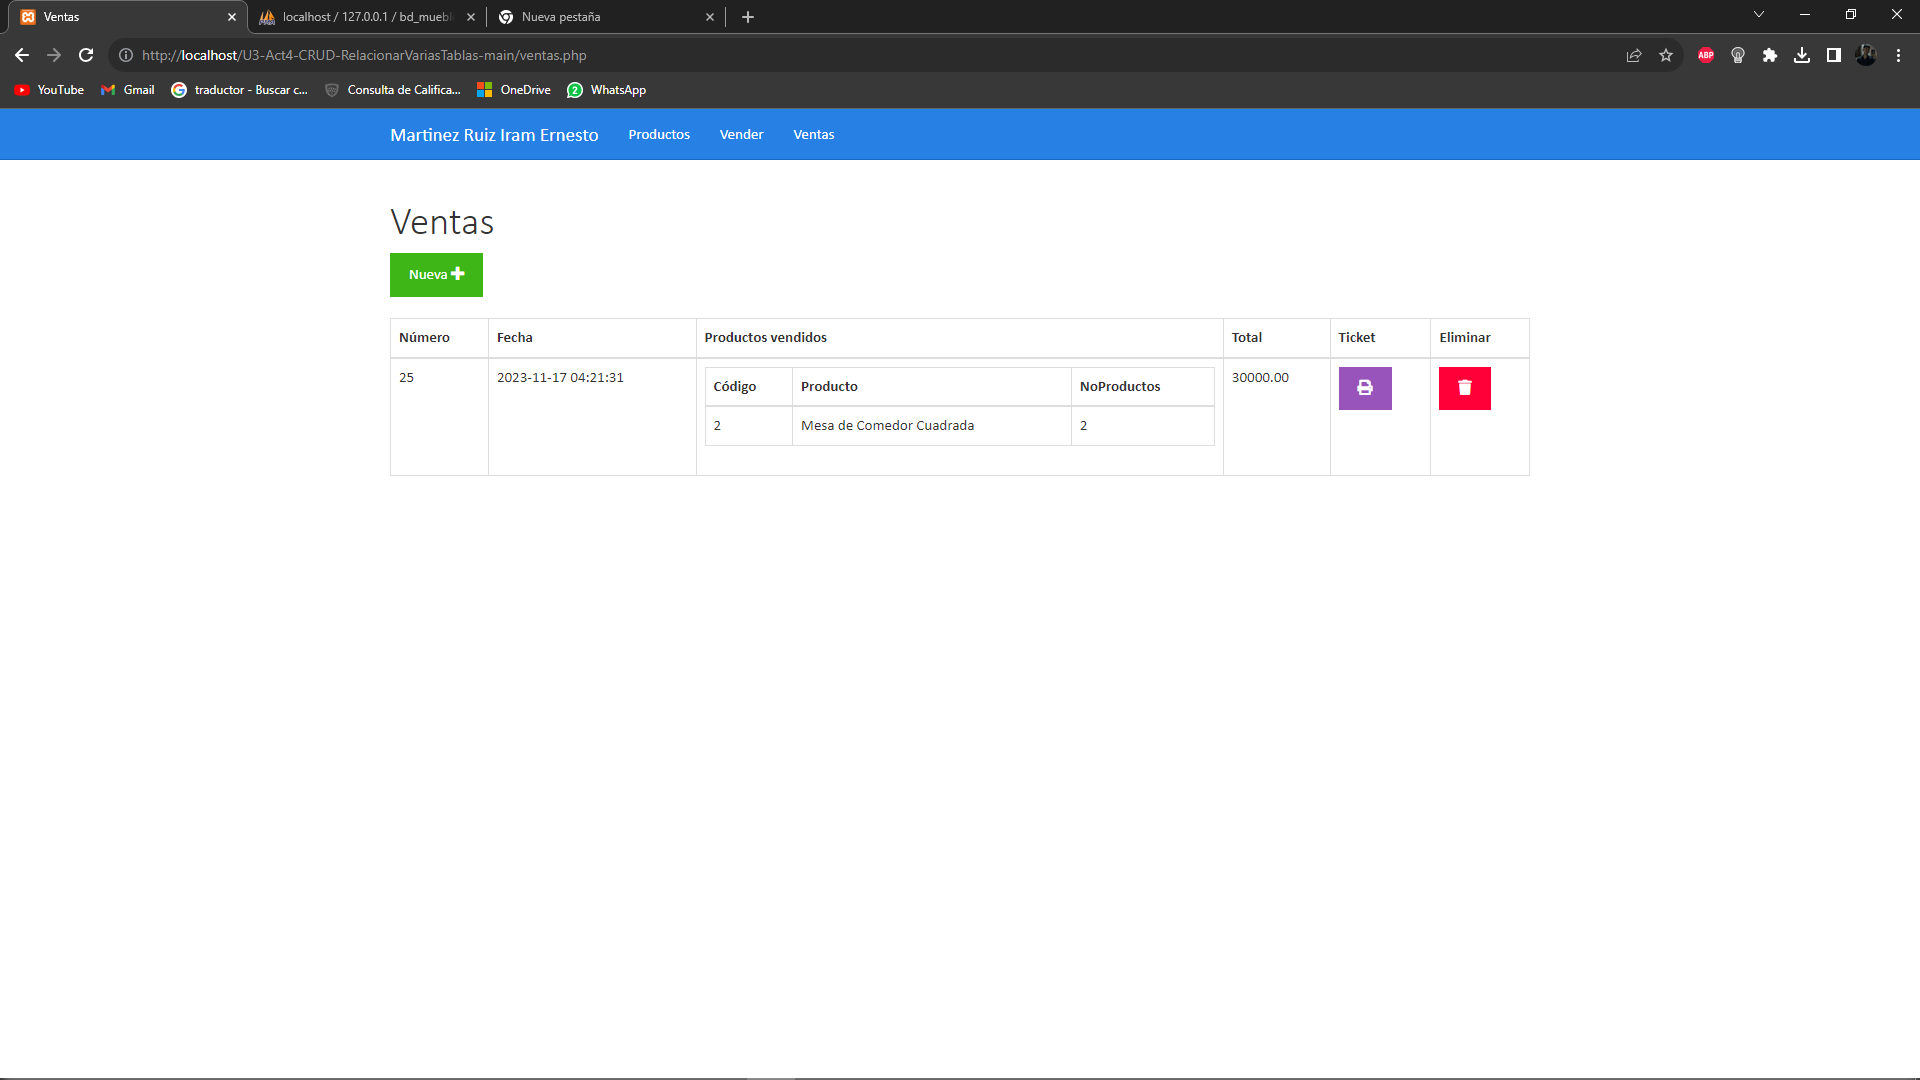 Ventas
localhost / 127.0.0.1 / bd_muebl
Nueva pestaña
http://localhost/U3-Act4-CRUD-RelacionarVariasTablas-main/ventas.php
ABP
YouTube
Gmail
traductor - Buscar c...
Consulta de Califica...
OneDrive
2
WhatsApp
Martinez Ruiz Iram Ernesto
Productos
Vender
Ventas
Ventas
Nueva
Número
Fecha
Productos vendidos
Total
Ticket
Eliminar
25
2023-11-17 04:21:31
Código
Producto
NoProductos
2
Mesa de Comedor Cuadrada
2
30000.00